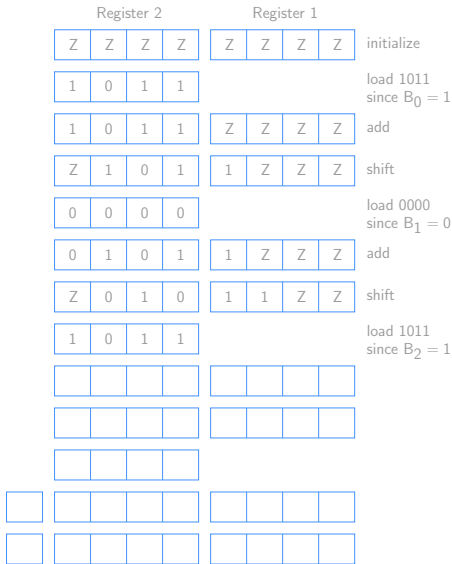 Register 2 Register 1
Z Z Z Z Z Z Z Z initialize
1 0 1 1 load 1011
since B0 = 1
1 0 1 1 Z Z Z Z add
Z 1 0 1 1 Z Z Z shift
0 0 0 0 load 0000
since B1 = 0
0 1 0 1 1 Z Z Z add
Z 0 1 0 1 1 Z Z shift
1 0 1 1 load 1011
since B2 = 1